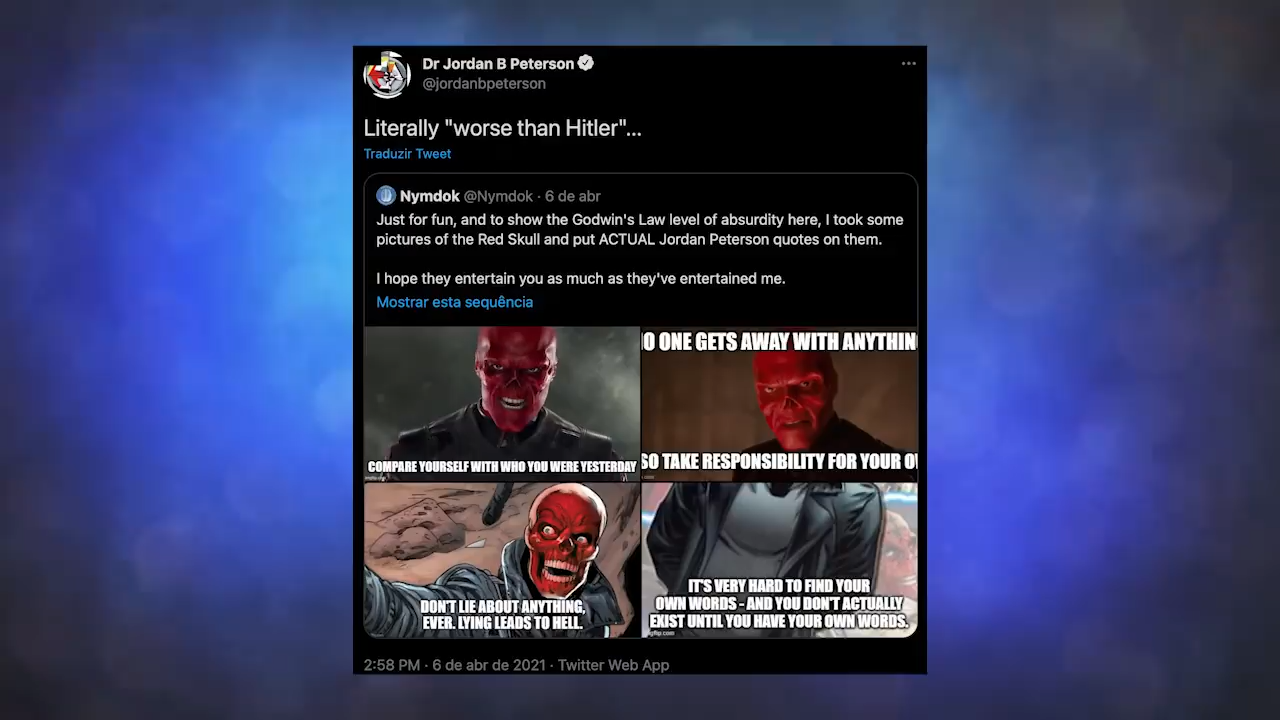 Dr Jordan B Peterson
@jordanbpeterson
Literally "worse than Hitler"...
Traduzir Tweet
Nymdok @Nymdok · 6 de abr
Just for fun, and to show the Godwin's Law level of absurdity here, I took some
pictures of the Red Skull and put ACTUAL Jordan Peterson quotes on them.
I hope they entertain you as much as they've entertained me.
Mostrar esta sequência
COMPARE YOURSELF WITH WHO YOU WERE YESTERDAY
O ONE GETS AWAY WITH ANYTHIN
SO TAKE RESPONSIBILITY FOR YOUR O
DON'T LIE ABOUT ANYTHING,
EVER. LYING LEADS TO HELL.
IT'S VERY HARD TO FIND YOUR
OWN WORDS - AND YOU DON'T ACTUALLY
EXIST UNTIL YOU HAVE YOUR OWN WORDS.
imgflip.com
2:58 PM · 6 de abr de 2021 · Twitter Web App